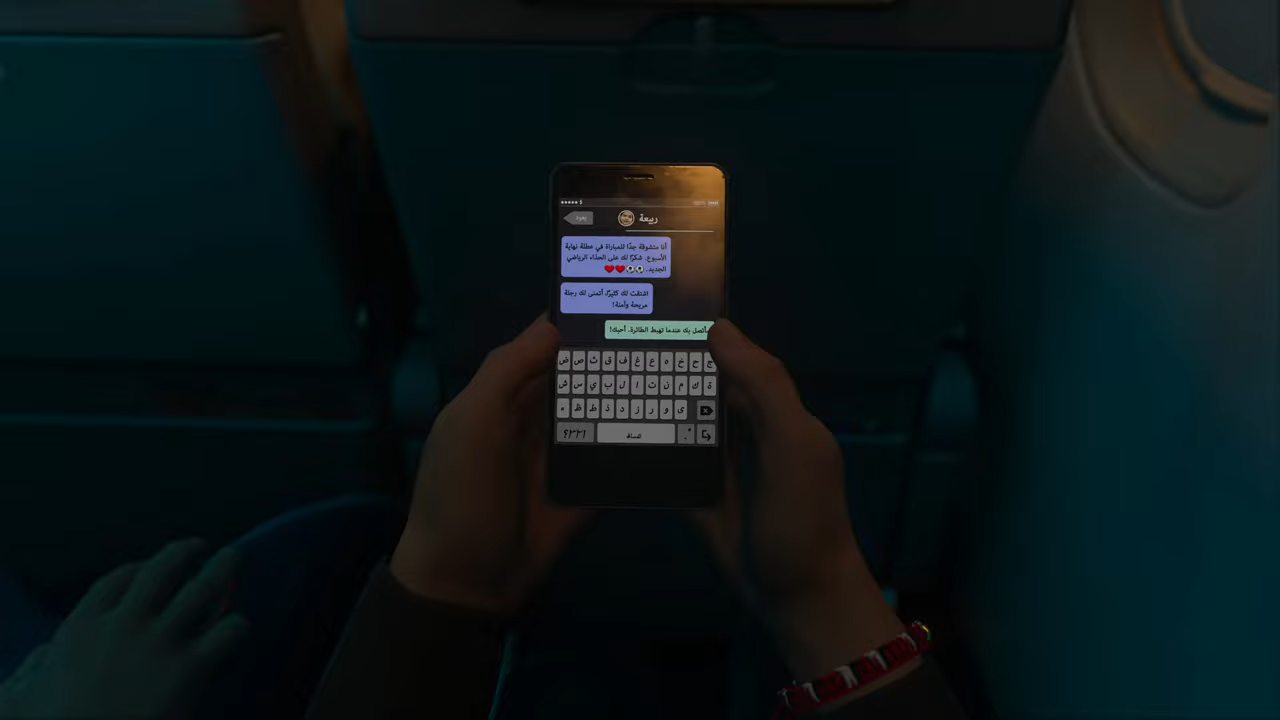 ربيعة
يعود
أنا متشوقة جدًا للمباراة في عطلة نهاية
الأسبوع. شكرًا لك على الحذاء الرياضي
الجديد. ⚽⚽❤️❤️
اشتقت لك كثيرًا، أتمنى لك رحلة
مريحة وآمنة!
سأتصل بك عندما تهبط الطائرة. أحبك!
ض ص ث ق ف غ ع ه خ ح ج
ش س ي ب ل ا ت ن م ك ة
ء ظ ط ذ د ز ر و ى
؟٣٢١ .°